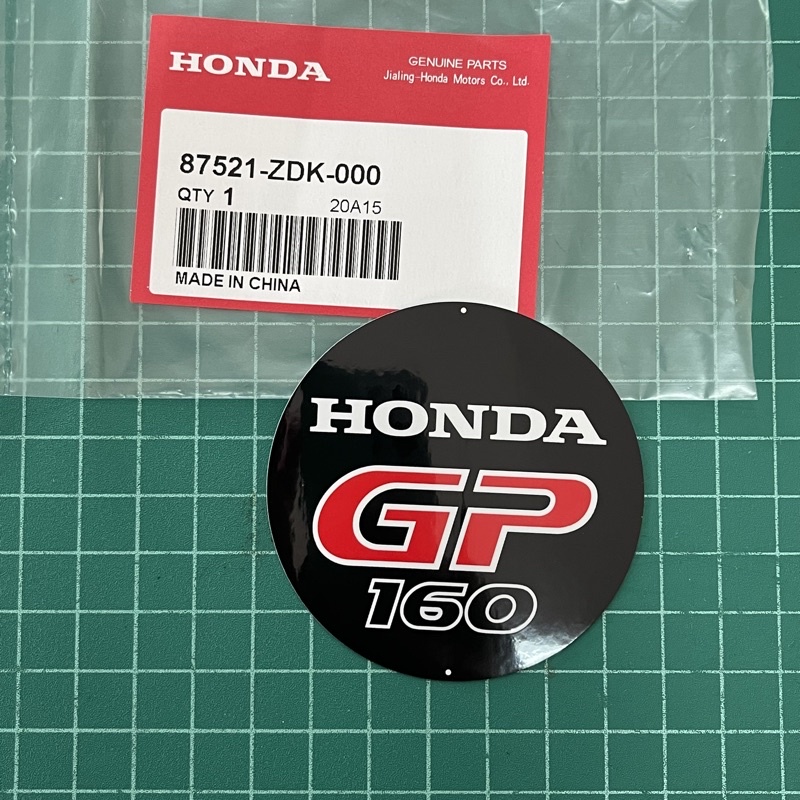 HONDA
GENUINE PARTS
Jialing-Honda Motors Co., Ltd.
87521-ZDK-000
QTY 1
20A15
MADE IN CHINA
HONDA
GP
160